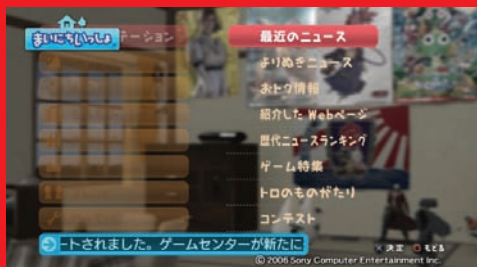 まいにちいっしょ
テーション
最近のニュース
よりぬきニュース
おトク情報
紹介した Webページ
歴代ニュースランキング
ゲーム特集
トロのものがたり
コンテスト
ートされました。ゲームセンターが新たに
×決定 ○もどる
© 2006 Sony Computer Entertainment Inc.